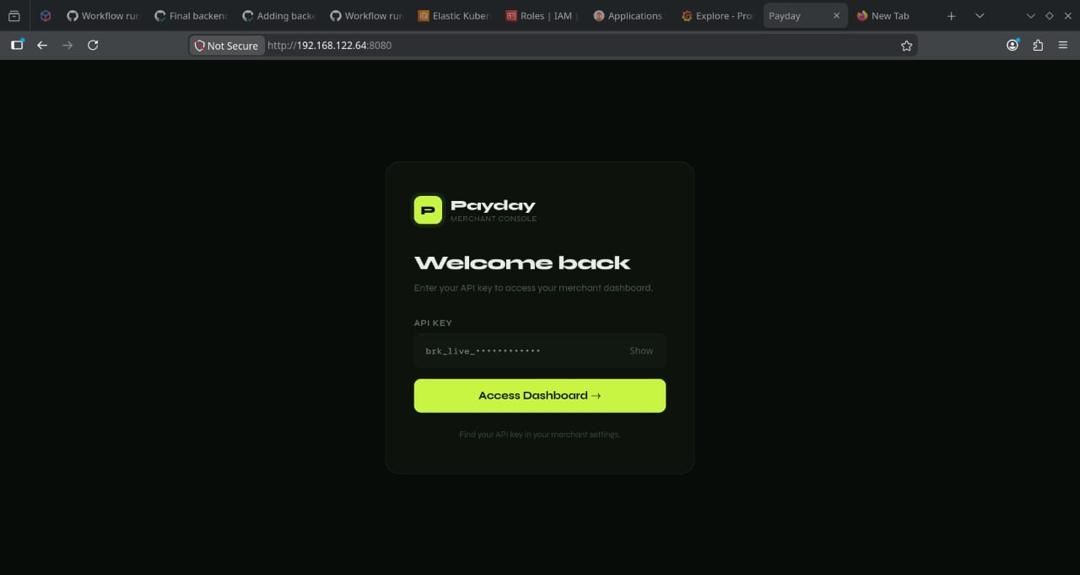 Workflow run
Final backen
Adding back
Workflow run
Elastic Kuber
Roles | IAM |
Applications
Explore - Pro
Payday
New Tab
Not Secure
http://192.168.122.64:8080
P
Payday
MERCHANT CONSOLE
Welcome back
Enter your API key to access your merchant dashboard.
API KEY
brk_live_••••••••••••
Show
Access Dashboard →
Find your API key in your merchant settings.